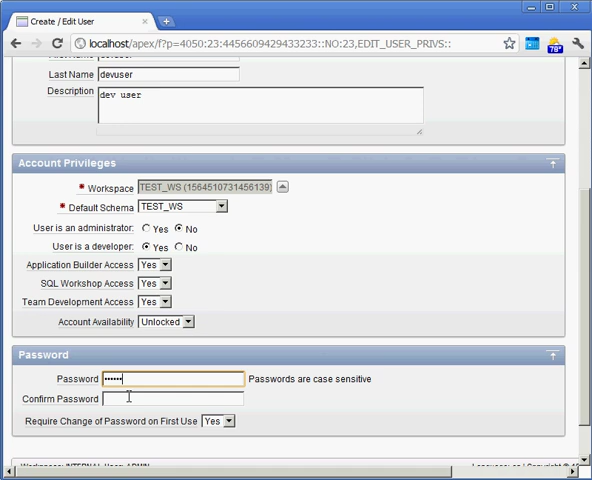 Create / Edit User
localhost/apex/f?p=4050:23:4456609429433233::NO:23,EDIT_USER_PRIVS::
78°
Last Name devuser
Description dev user
Account Privileges
* Workspace TEST_WS (1564510731456139)
* Default Schema TEST_WS
User is an administrator: Yes No
User is a developer: Yes No
Application Builder Access Yes
SQL Workshop Access Yes
Team Development Access Yes
Account Availability Unlocked
Password
Password •••••• Passwords are case sensitive
Confirm Password
Require Change of Password on First Use Yes